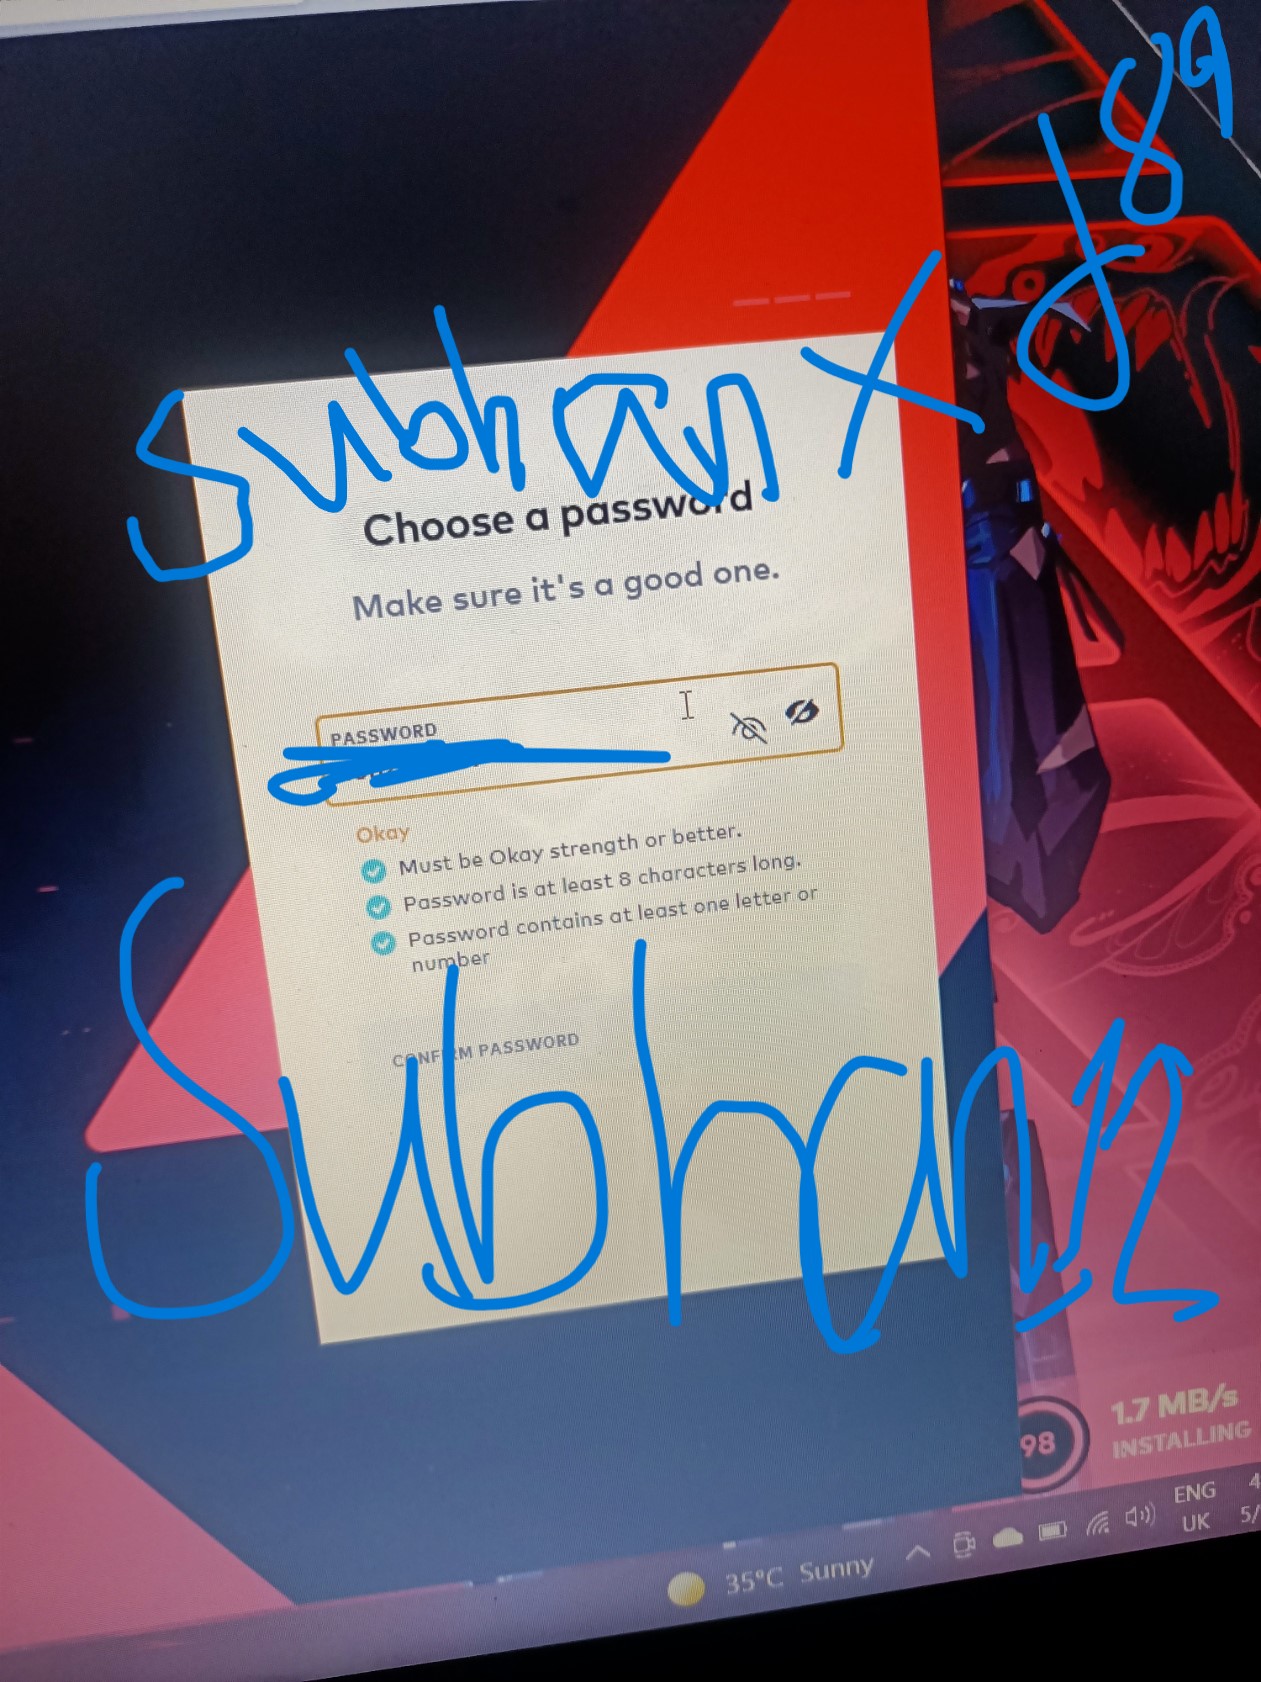 Subhan x J89
Choose a password
Make sure it's a good one.
PASSWORD
Okay
Must be Okay strength or better.
Password is at least 8 characters long.
Password contains at least one letter or
number
CONFIRM PASSWORD
Subhan12
1.7 MB/s
98
INSTALLING
ENG
UK
35°C Sunny